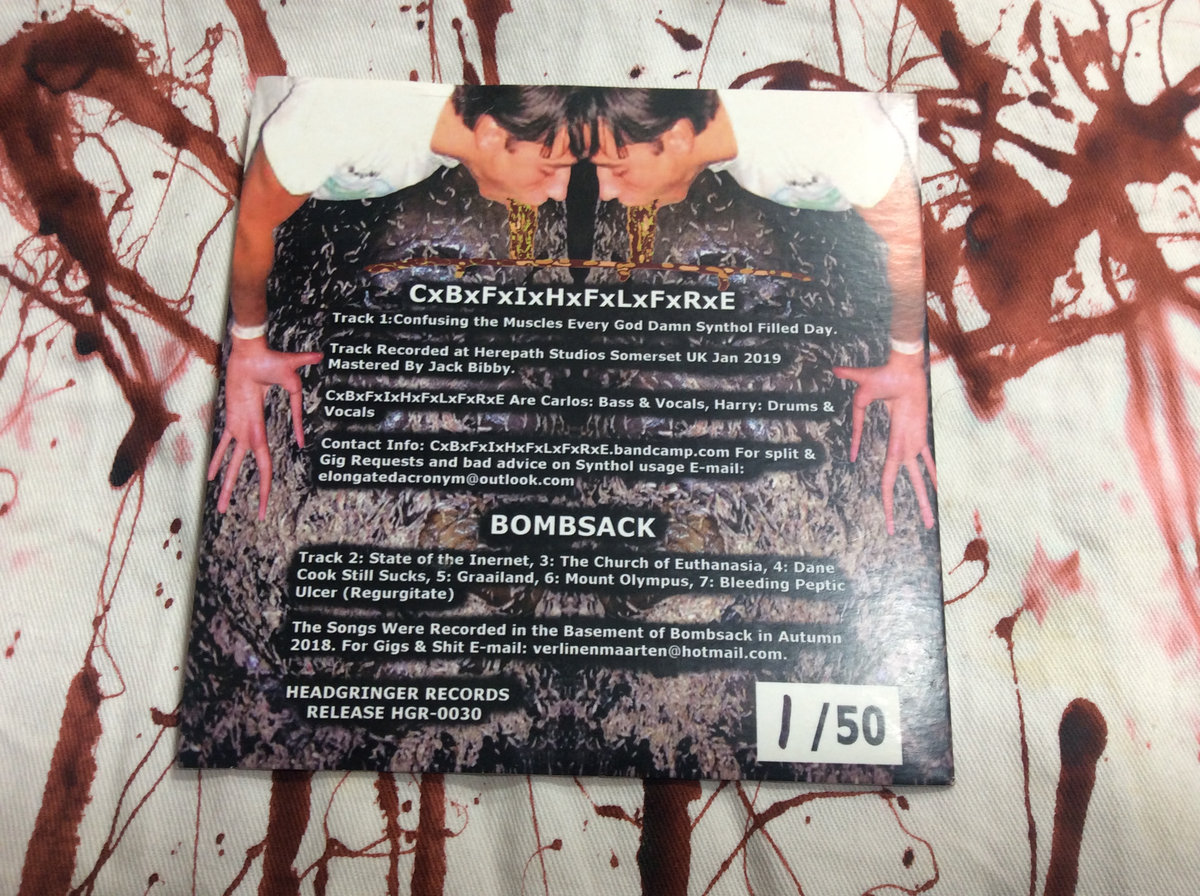 CxBxFxIxHxFxLxFxRxE
Track 1:Confusing the Muscles Every God Damn Synthol Filled Day.
Track Recorded at Herepath Studios Somerset UK Jan 2019
Mastered By Jack Bibby.
CxBxFxIxHxFxLxFxRxE Are Carlos: Bass & Vocals, Harry: Drums &
Vocals
Contact Info: CxBxFxIxHxFxLxFxRxE.bandcamp.com For split &
Gig Requests and bad advice on Synthol usage E-mail:
elongatedacronym@outlook.com
BOMBSACK
Track 2: State of the Inernet, 3: The Church of Euthanasia, 4: Dane
Cook Still Sucks, 5: Graailand, 6: Mount Olympus, 7: Bleeding Peptic
Ulcer (Regurgitate)
The Songs Were Recorded in the Basement of Bombsack in Autumn
2018. For Gigs & Shit E-mail: verlinenmaarten@hotmail.com.
HEADGRINGER RECORDS
RELEASE HGR-0030
1/50